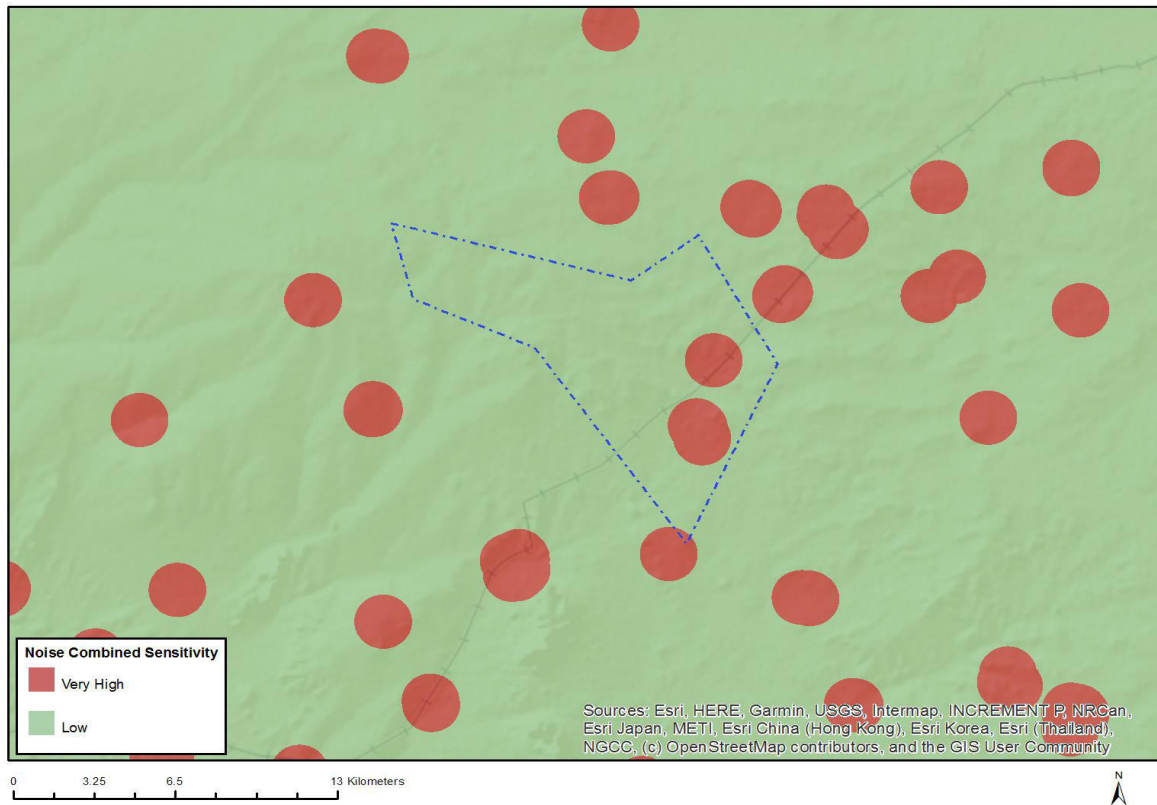 Noise Combined Sensitivity
Very High
Low
Sources: Esri, HERE, Garmin, USGS, Intermap, INCREMENT P, NRCan,
Esri Japan, METI, Esri China (Hong Kong), Esri Korea, Esri (Thailand),
NGCC, (c) OpenStreetMap contributors, and the GIS User Community
0 3.25 6.5 13 Kilometers
N